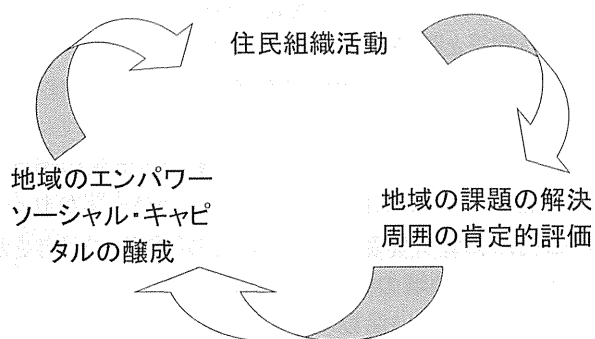 住民組織活動
地域のエンパワー
ソーシャル・キャピ
タルの醸成
地域の課題の解決
周囲の肯定的評価